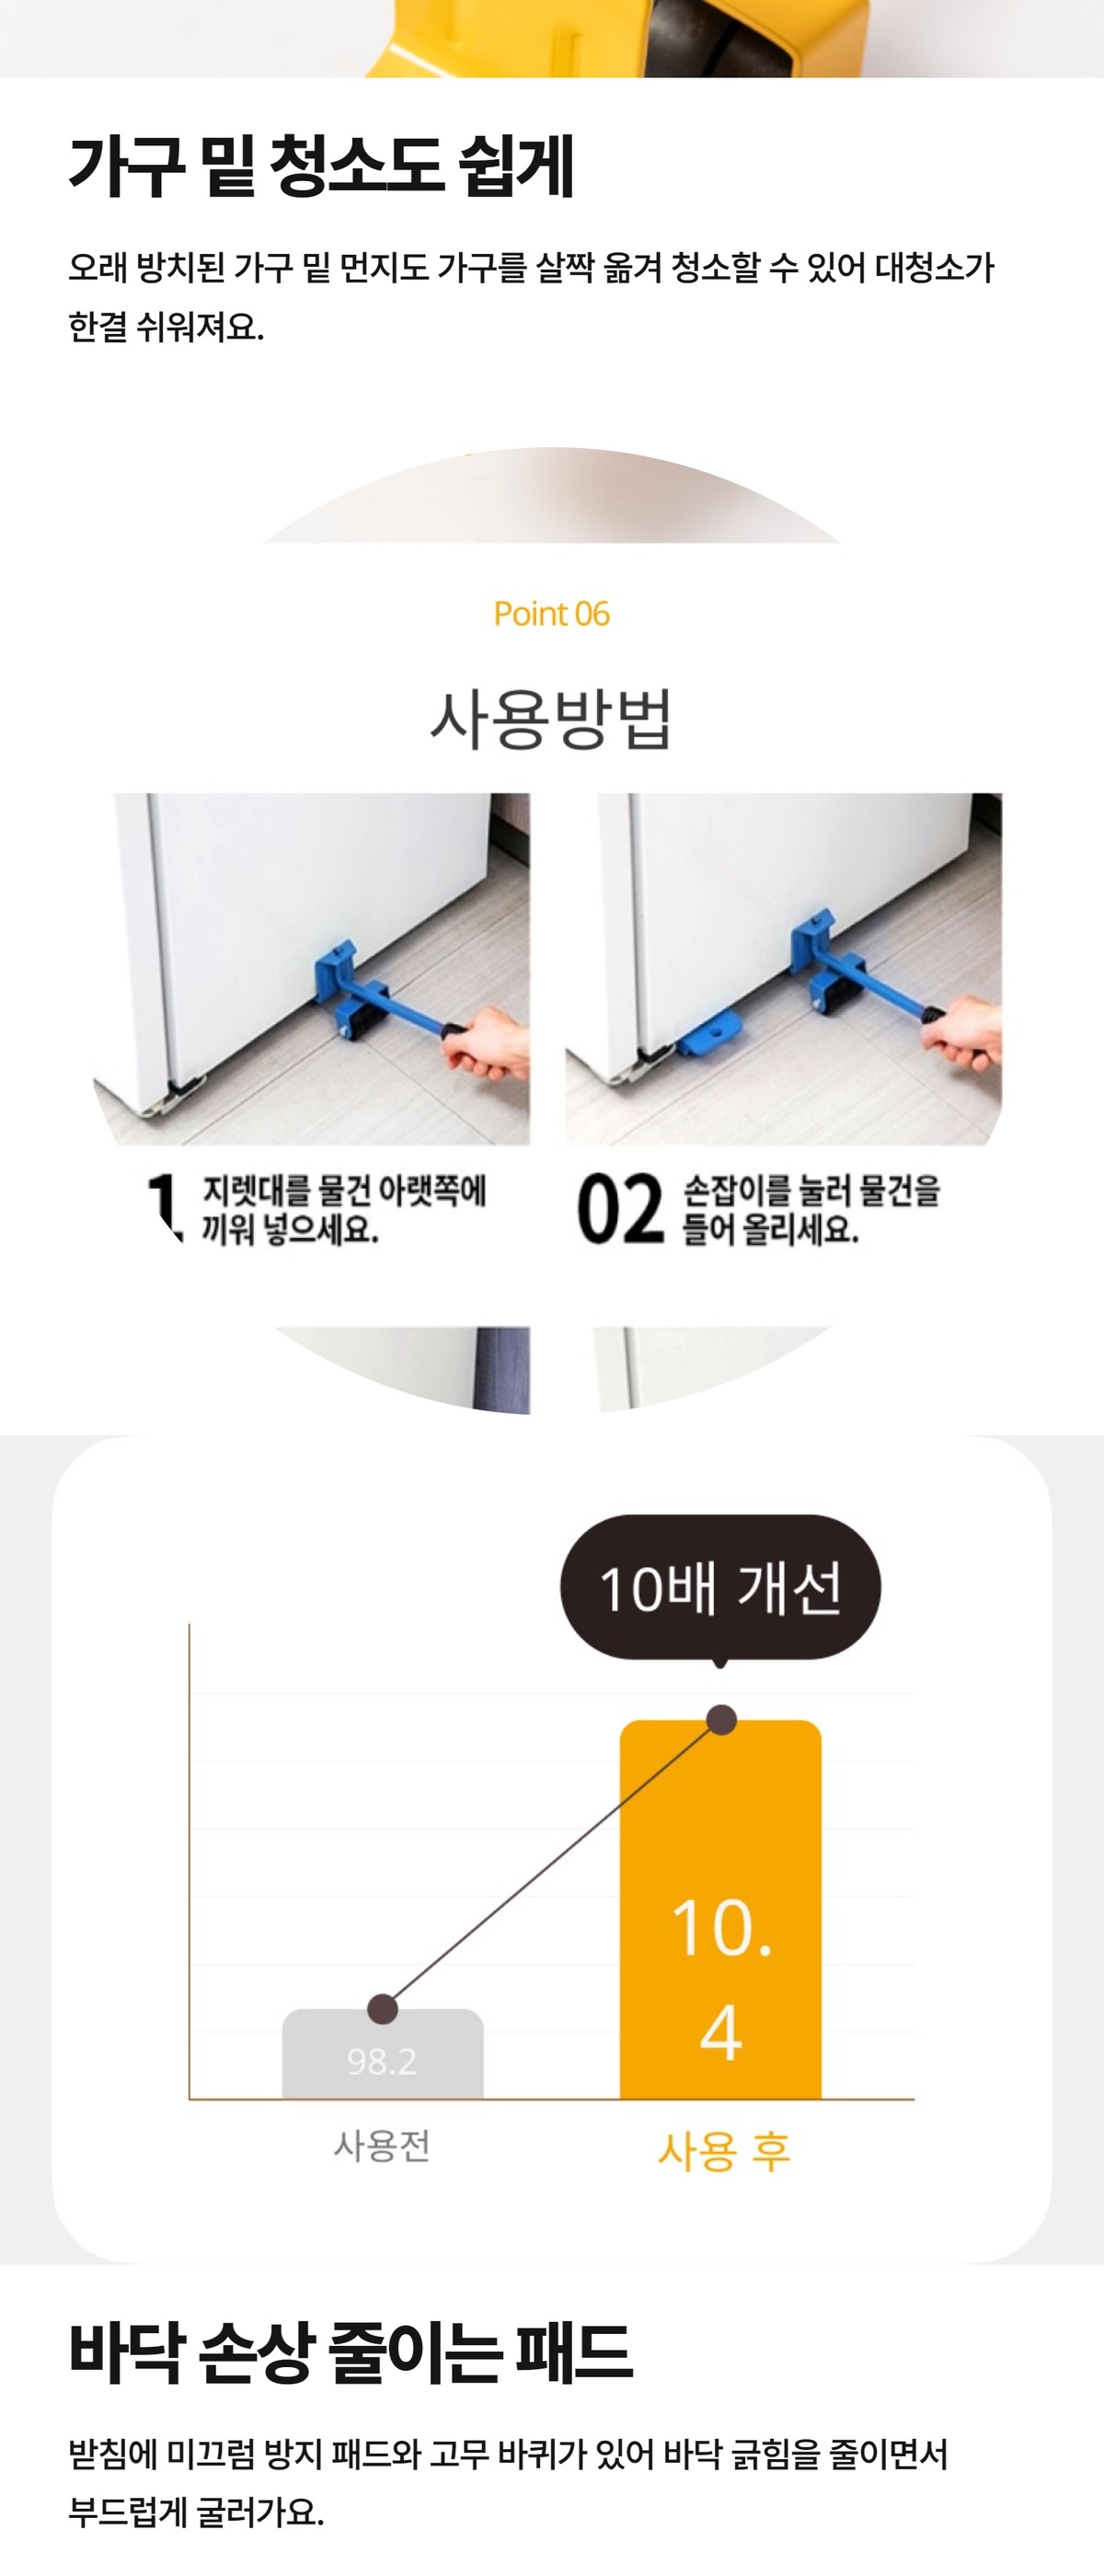 가구 밑 청소도 쉽게
오래 방치된 가구 밑 먼지도 가구를 살짝 옮겨 청소할 수 있어 대청소가
한결 쉬워져요.
Point 06
사용방법
1 지렛대를 물건 아랫쪽에
끼워 넣으세요.
02 손잡이를 눌러 물건을
들어 올리세요.
10배 개선
10.
4
98.2
사용전
사용 후
바닥 손상 줄이는 패드
받침에 미끄럼 방지 패드와 고무 바퀴가 있어 바닥 긁힘을 줄이면서
부드럽게 굴러가요.